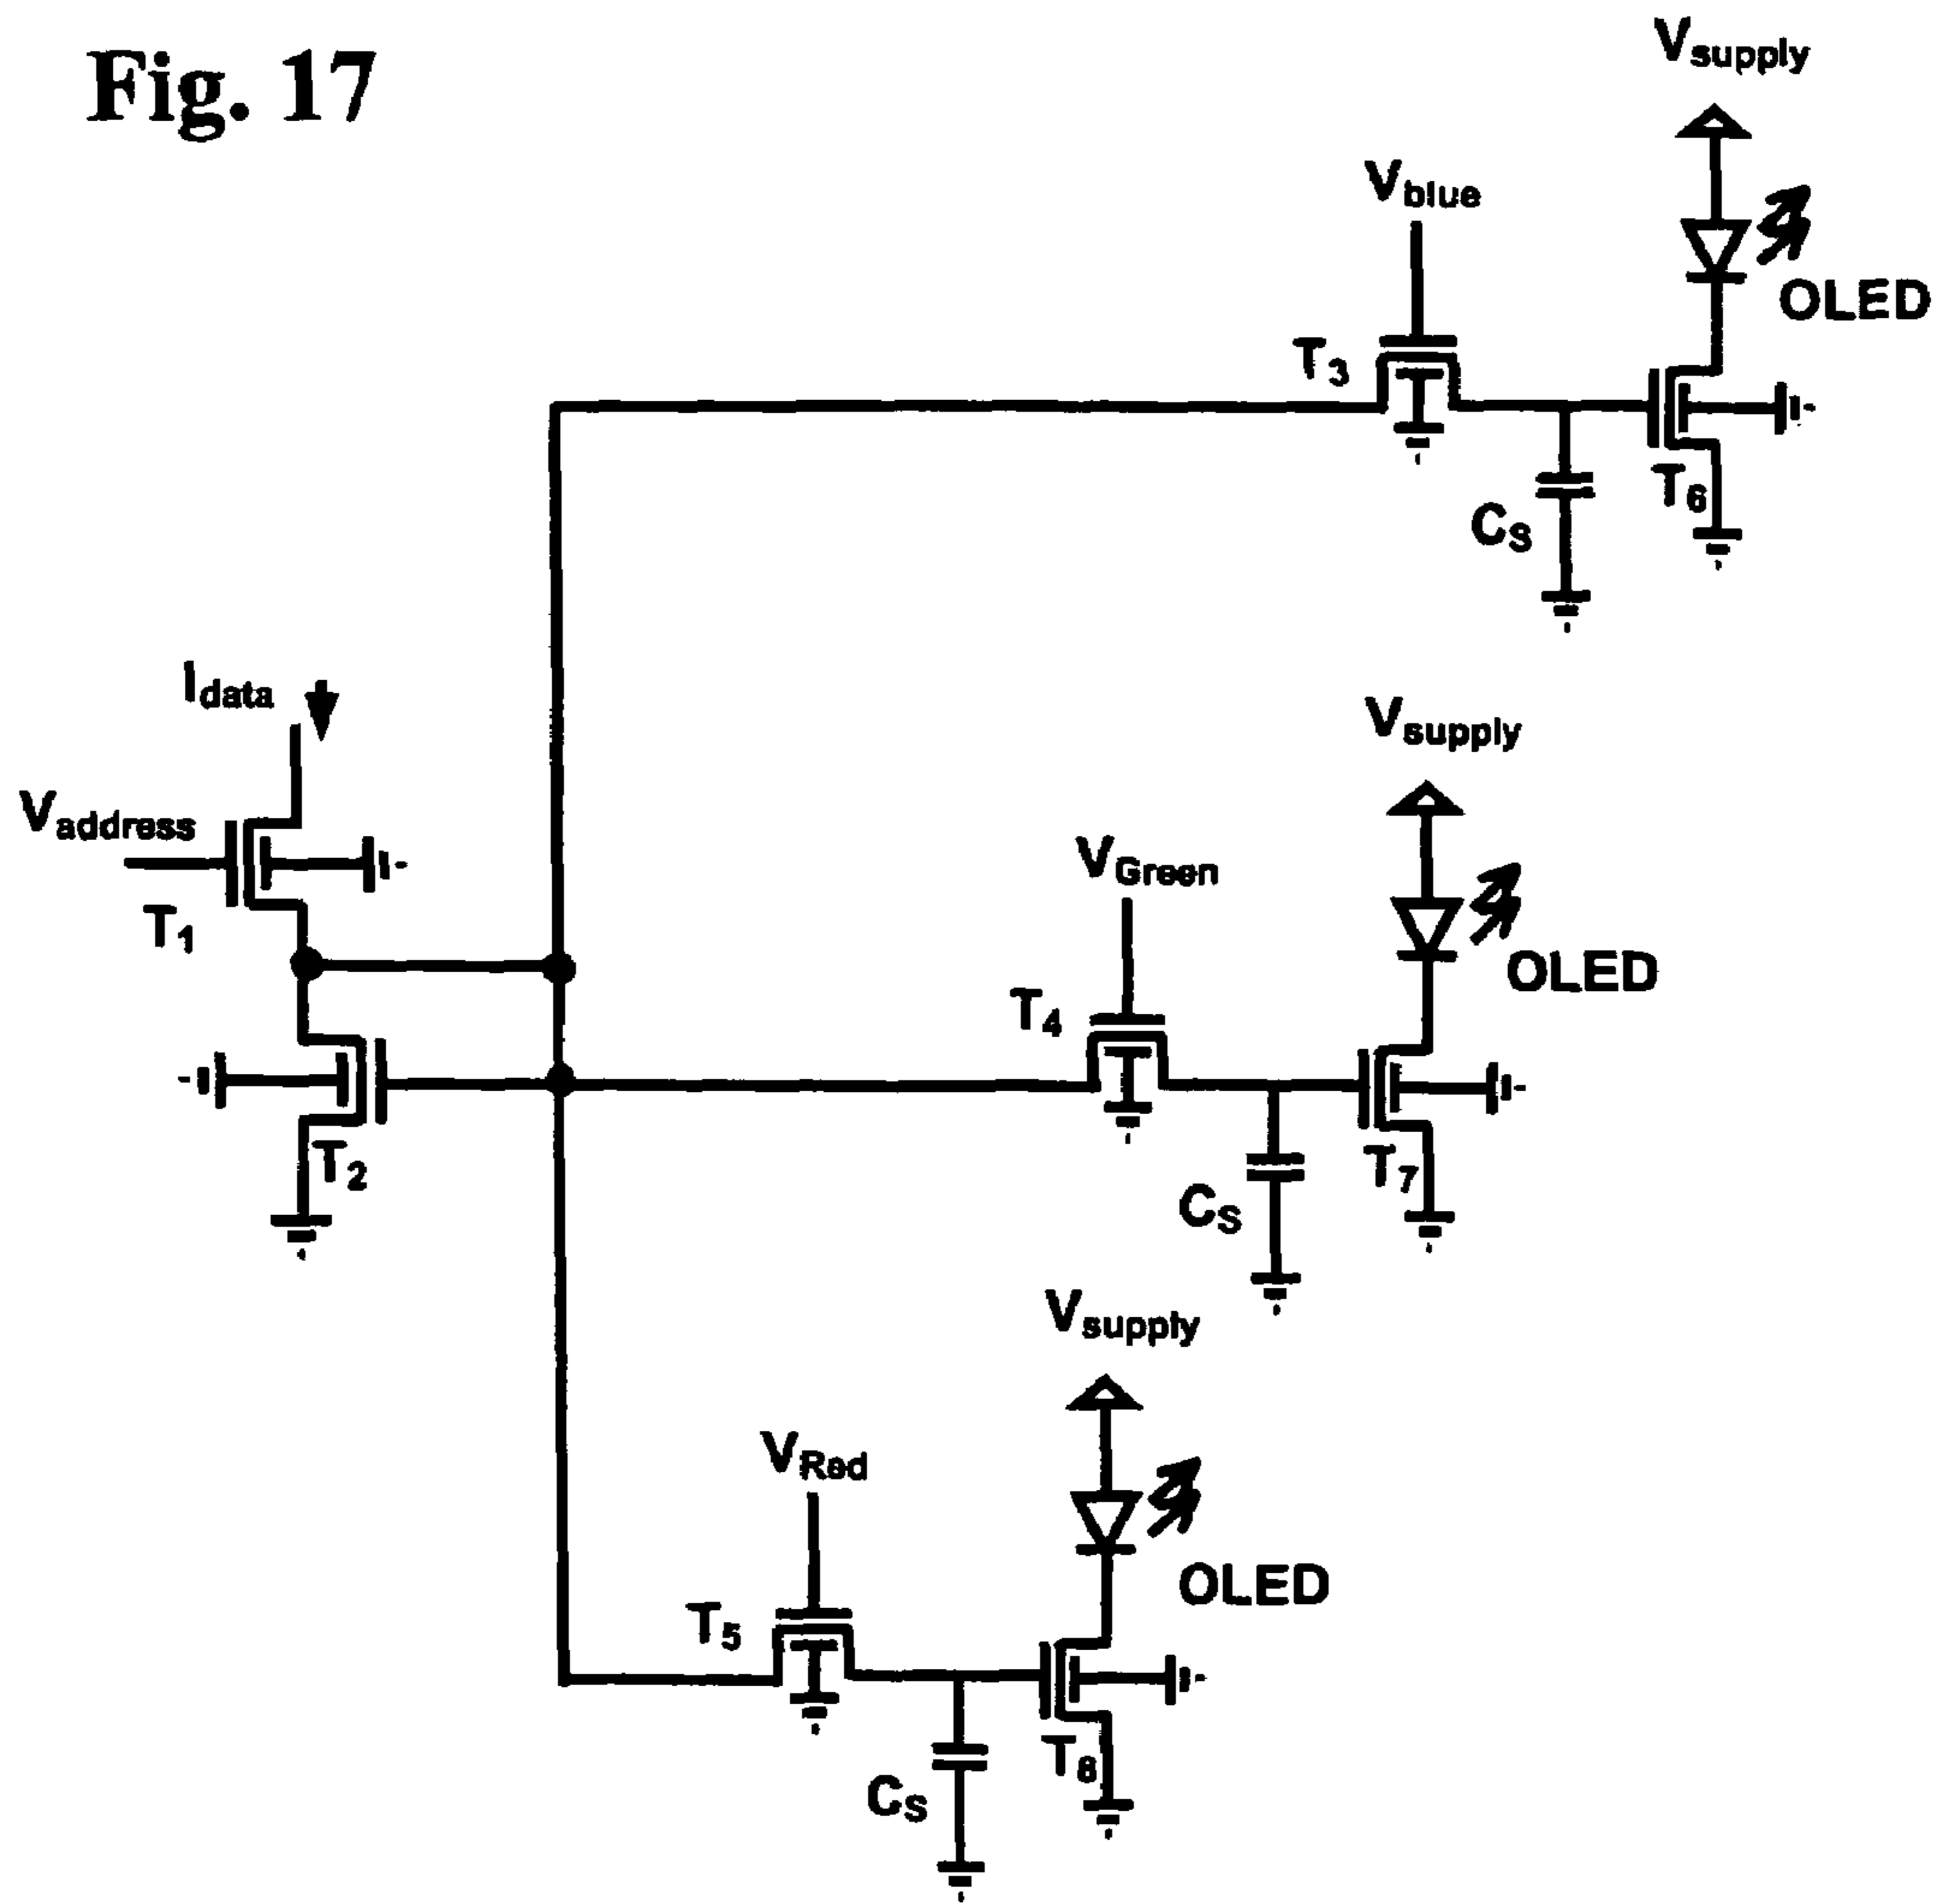 Fig. 17
Vsupply
Vblue
OLED
T3
T6
Cs
Idata
Vsupply
Vaddress
VGreen
T1
OLED
T4
T2
T7
Cs
Vsupply
VRed
OLED
T5
T8
Cs